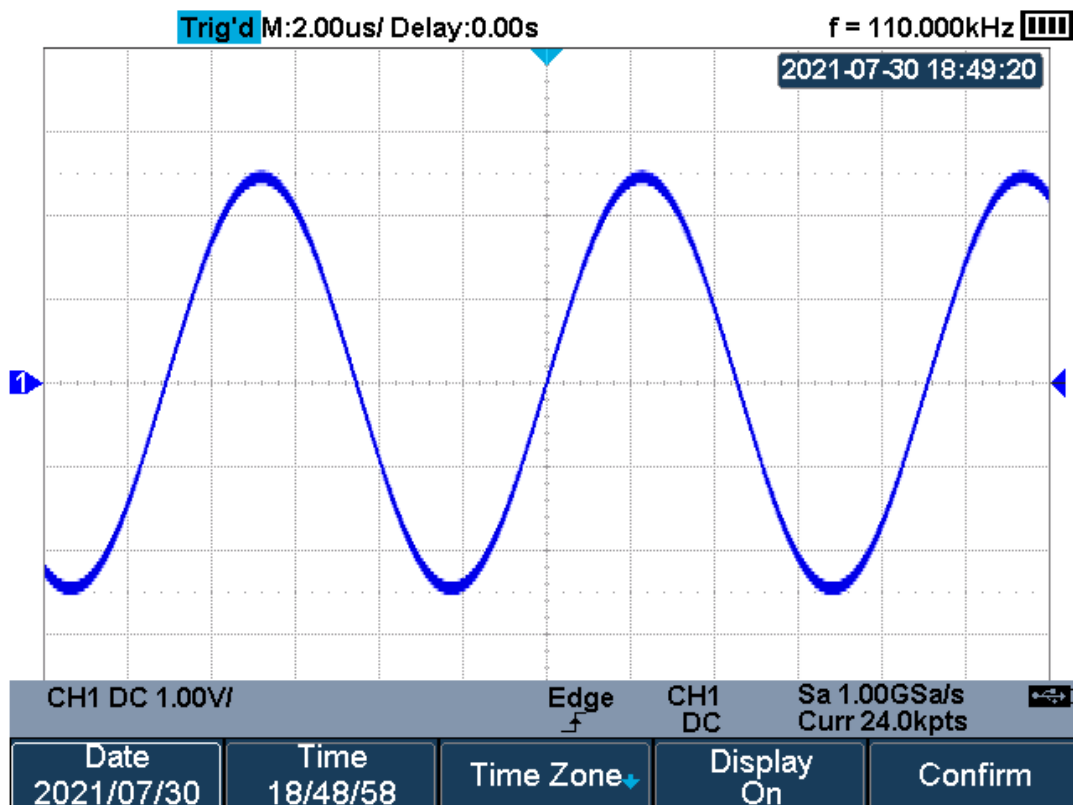 Trig'd M:2.00us/ Delay:0.00s f = 110.000kHz
2021-07-30 18:49:20
1
CH1 DC 1.00V/ Edge CH1 Sa 1.00GSa/s
DC Curr 24.0kpts
Date Time Time Zone Display Confirm
2021/07/30 18/48/58 On